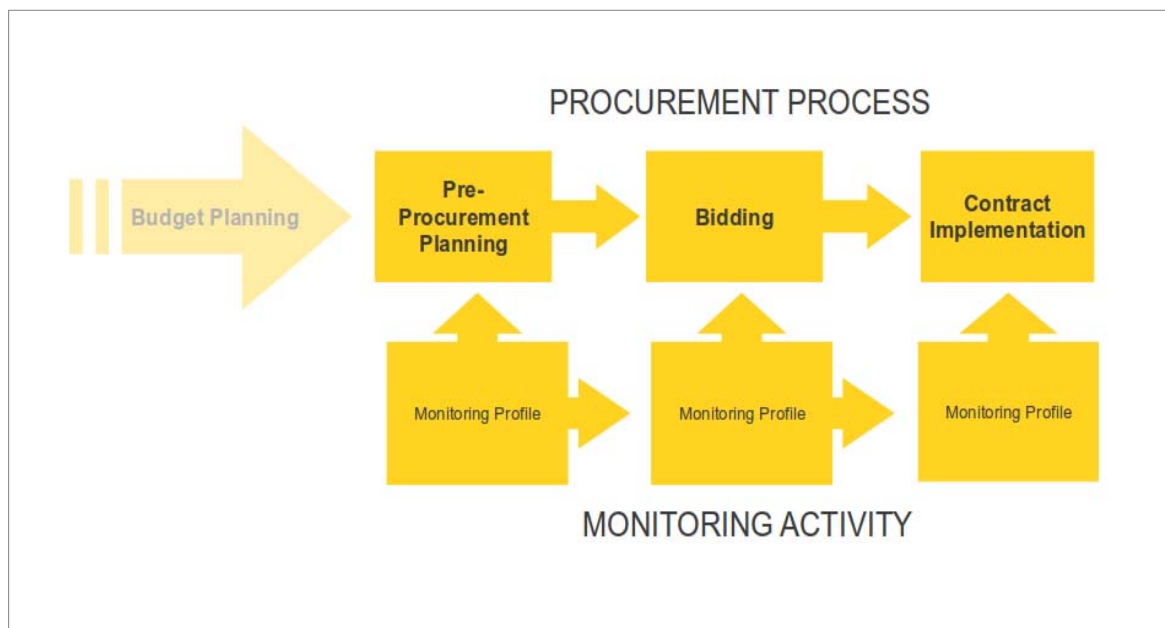 PROCUREMENT PROCESS
Budget Planning
Pre-
Procurement
Planning
Bidding
Contract
Implementation
Monitoring Profile
Monitoring Profile
Monitoring Profile
MONITORING ACTIVITY